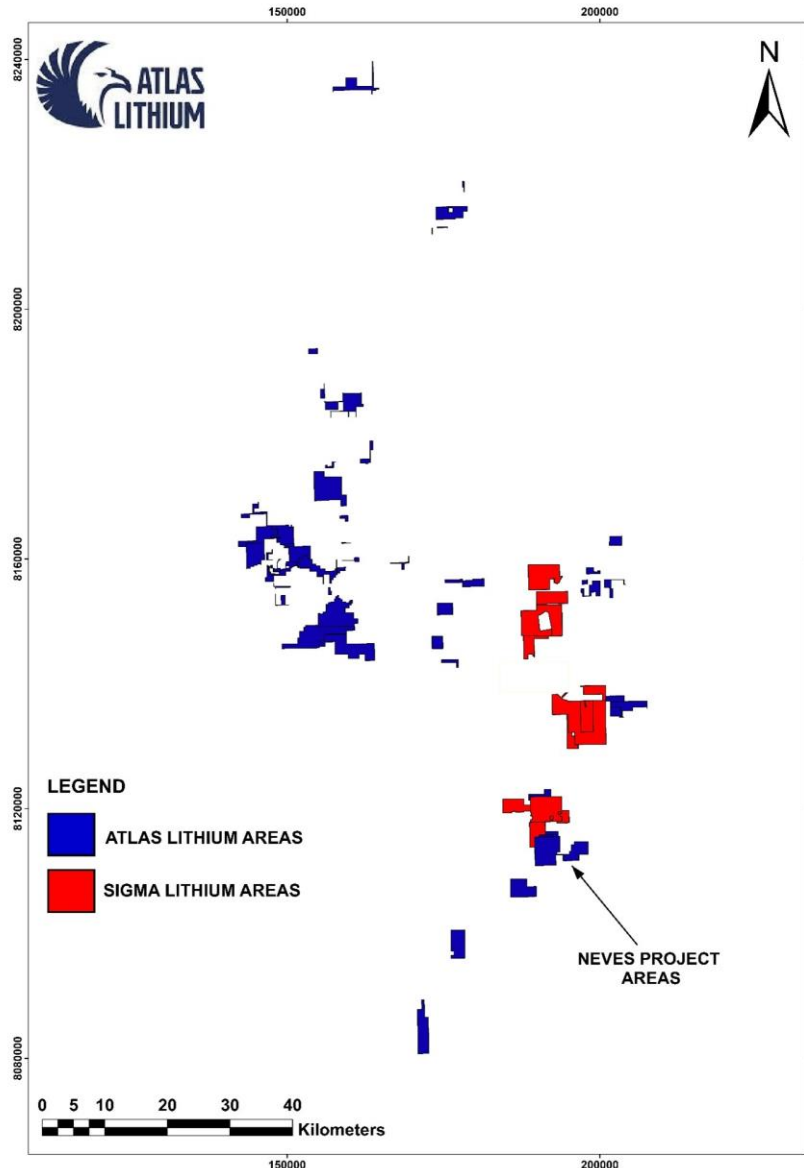 150000
200000
8240000
ATLAS
LITHIUM
N
8200000
8160000
LEGEND
8120000
ATLAS LITHIUM AREAS
SIGMA LITHIUM AREAS
NEVES PROJECT
AREAS
8080000
0 5 10 20 30 40
Kilometers
150000
200000